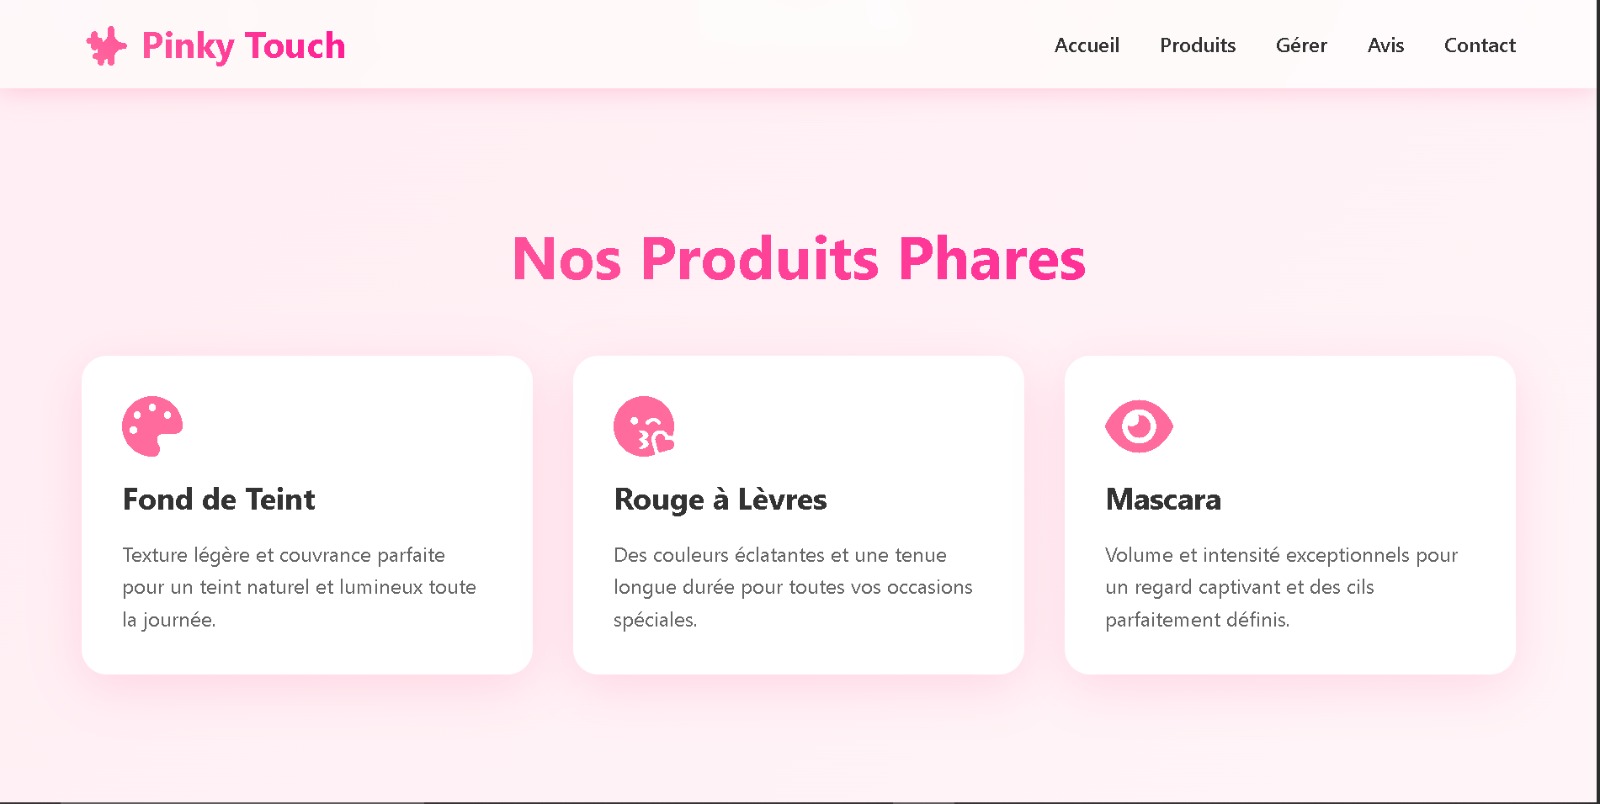 Pinky Touch
Accueil Produits Gérer Avis Contact
Nos Produits Phares
Fond de Teint
Texture légère et couvrance parfaite
pour un teint naturel et lumineux toute
la journée.
Rouge à Lèvres
Des couleurs éclatantes et une tenue
longue durée pour toutes vos occasions
spéciales.
Mascara
Volume et intensité exceptionnels pour
un regard captivant et des cils
parfaitement définis.